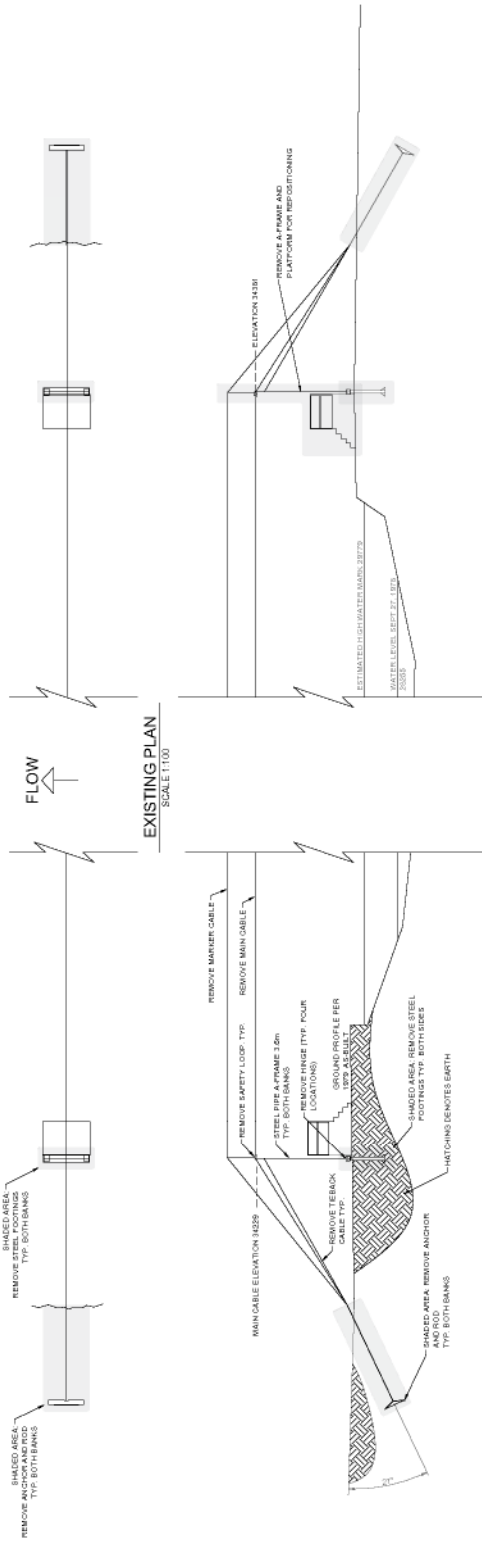 SHADED AREA:
REMOVE ANCHOR AND ROD
TYP. BOTH BANKS
SHADED AREA:
REMOVE STEEL FOOTINGS
TYP. BOTH BANKS
FLOW
EXISTING PLAN
SCALE 1:100
REMOVE MARKER CABLE
REMOVE SAFETY LOOP. TYP.
REMOVE MAIN CABLE
MAIN CABLE ELEVATION 34329
STEEL PIPE A-FRAME 3.6m
TYP. BOTH BANKS
REMOVE HINGE (TYP. FOUR
LOCATIONS)
GROUND PROFILE PER
1979 AS-BUILT
REMOVE TIEBACK
CABLE TYP.
SHADED AREA: REMOVE STEEL
FOOTINGS TYP. BOTH SIDES
HATCHING DENOTES EARTH
SHADED AREA: REMOVE ANCHOR
AND ROD
TYP. BOTH BANKS
ELEVATION 34351
REMOVE A-FRAME AND
PLATFORM FOR REPOSITIONING
ESTIMATED HIGH WATER MARK 29779
WATER LEVEL SEPT 27, 1978